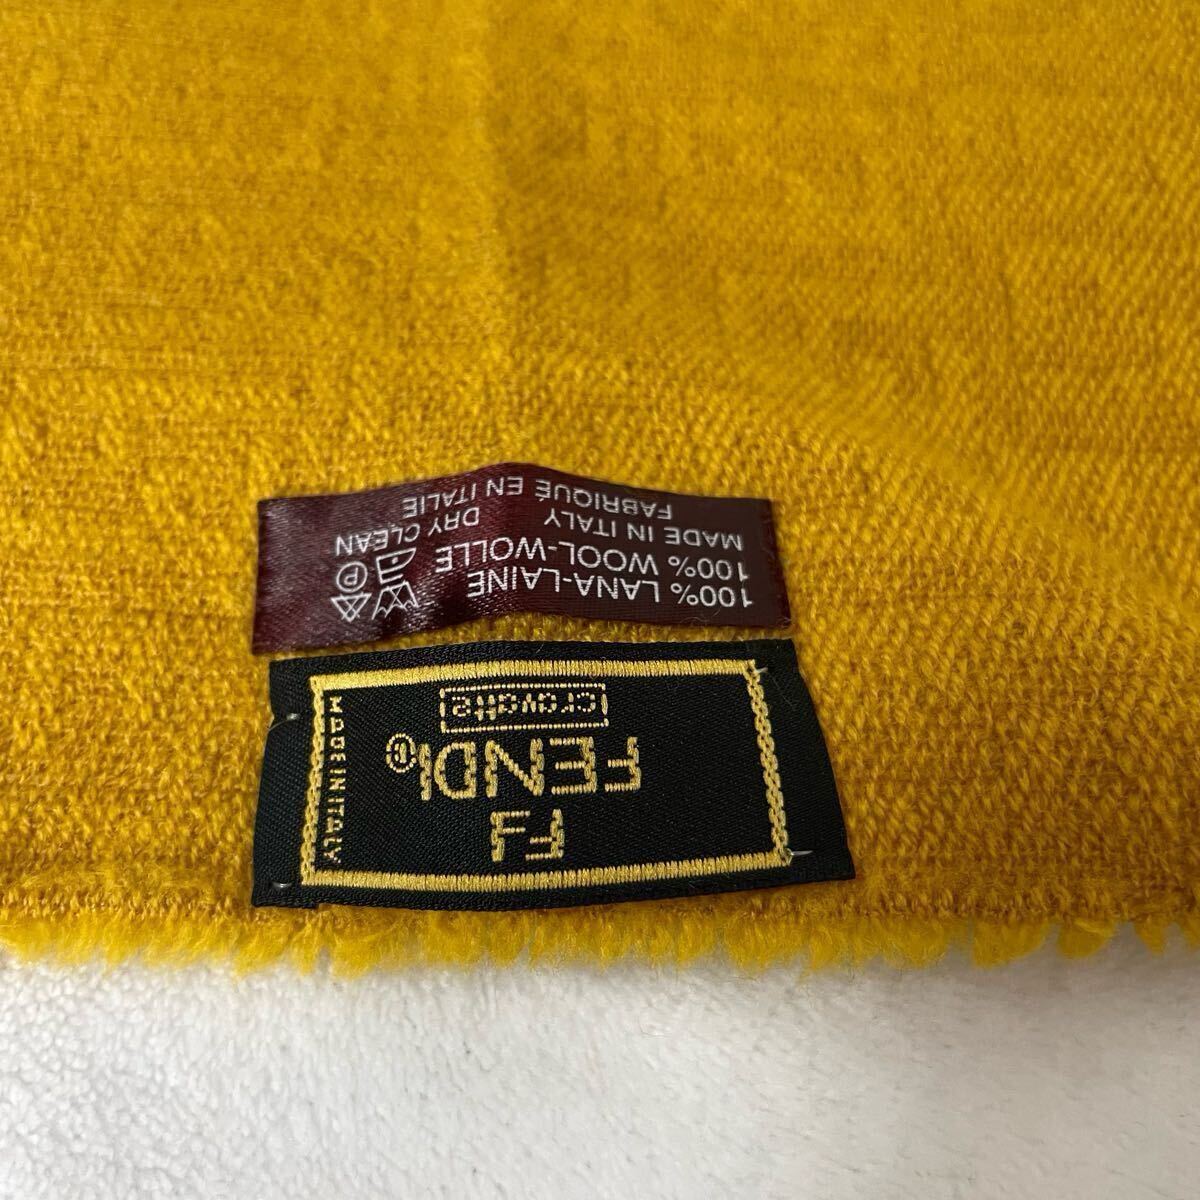 FF
FENDI®
cravatte
MADE IN ITALY
100% LANA-LAINE
100% WOOL-WOLLE
MADE IN ITALY
FABRIQUÉ EN ITALIE
P
DRY CLEAN